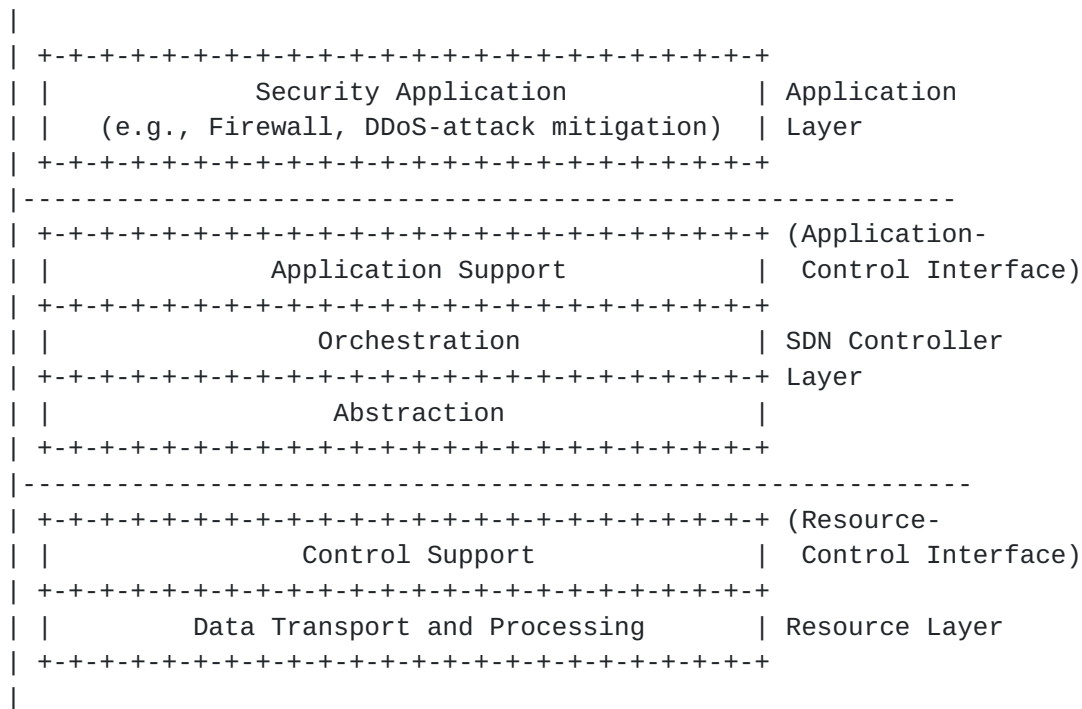 Security Application | Application
(e.g., Firewall, DDoS-attack mitigation) | Layer
(Application-
Application Support | Control Interface)
Orchestration | SDN Controller
Layer
Abstraction
(Resource-
Control Support | Control Interface)
Data Transport and Processing | Resource Layer